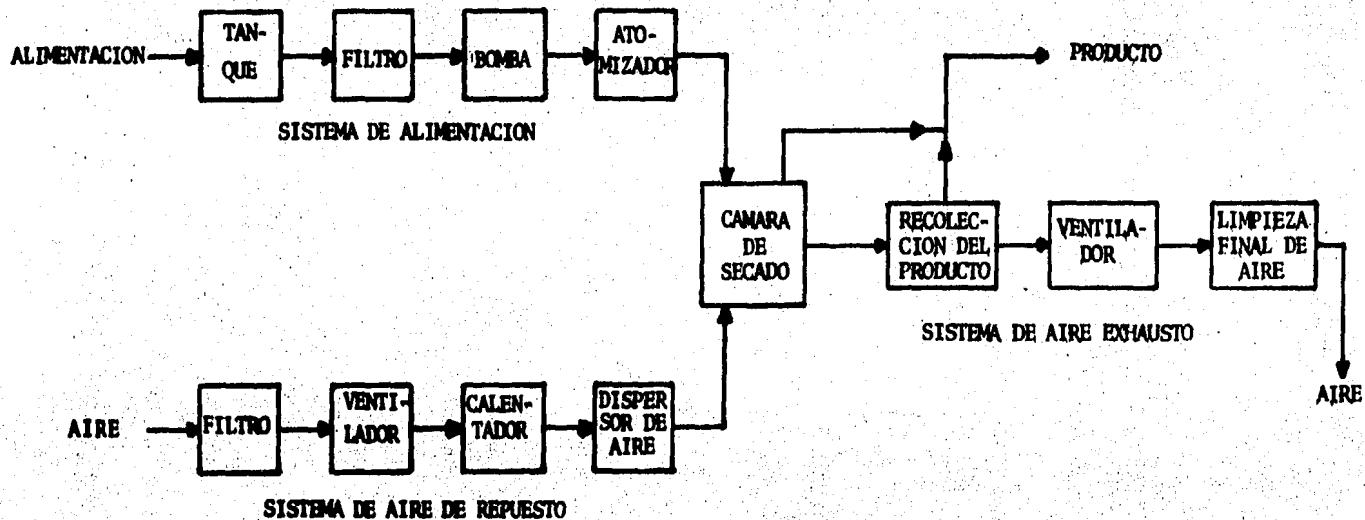 ALIMENTACION
TAN-
QUE
FILTRO
BOMBA
ATO-
MIZADOR
PRODUCTO
SISTEMA DE ALIMENTACION
CAMARA
DE
SECADO
RECOLEC-
CION DEL
PRODUCTO
VENTILA-
DOR
LIMPIEZA
FINAL DE
AIRE
SISTEMA DE AIRE EXHAUSTO
AIRE
AIRE
FILTRO
VENTI-
LADOR
CALEN-
TADOR
DISPER
SOR DE
AIRE
SISTEMA DE AIRE DE REPUESTO